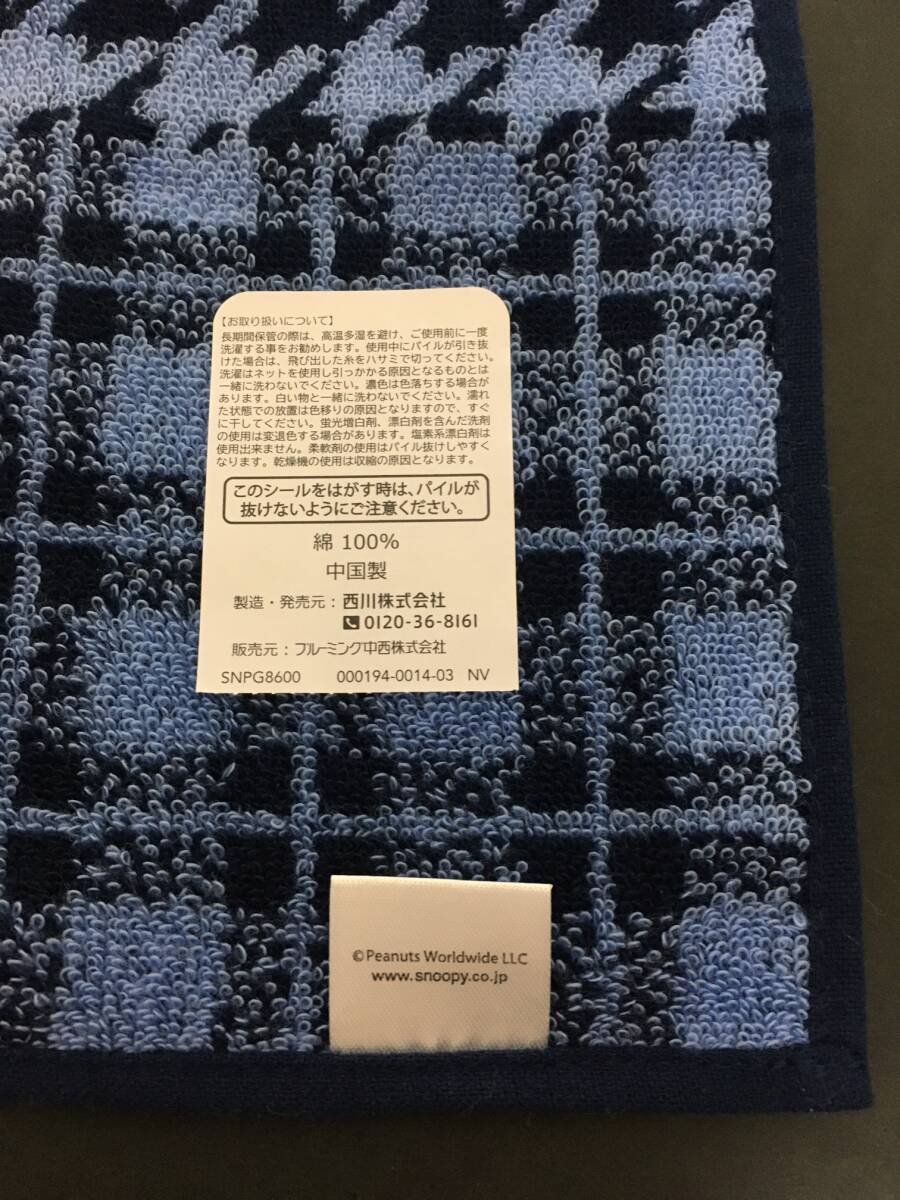 【お取り扱いについて】
長期間保管の際は、高温多湿を避け、ご使用前に一度
洗濯する事をお勧めします。使用中にパイルが引き抜
けた場合は、飛び出した糸をハサミで切ってください。
洗濯はネットを使用し引っかかる原因となるものとは
一緒に洗わないでください。濃色は色落ちする場合が
あります。白い物と一緒に洗わないでください。濡れ
た状態での放置は色移りの原因となりますので、すぐ
に干してください。蛍光増白剤、漂白剤を含んだ洗剤
の使用は変退色する場合があります。塩素系漂白剤は
使用出来ません。柔軟剤の使用はパイル抜けしやすく
なります。乾燥機の使用は収縮の原因となります。
このシールをはがす時は、パイルが
抜けないようにご注意ください。
綿 100%
中国製
製造・発売元：西川株式会社
0120-36-8161
販売元：ブルーミング中西株式会社
SNPG8600 000194-0014-03 NV
©Peanuts Worldwide LLC
www.snoopy.co.jp